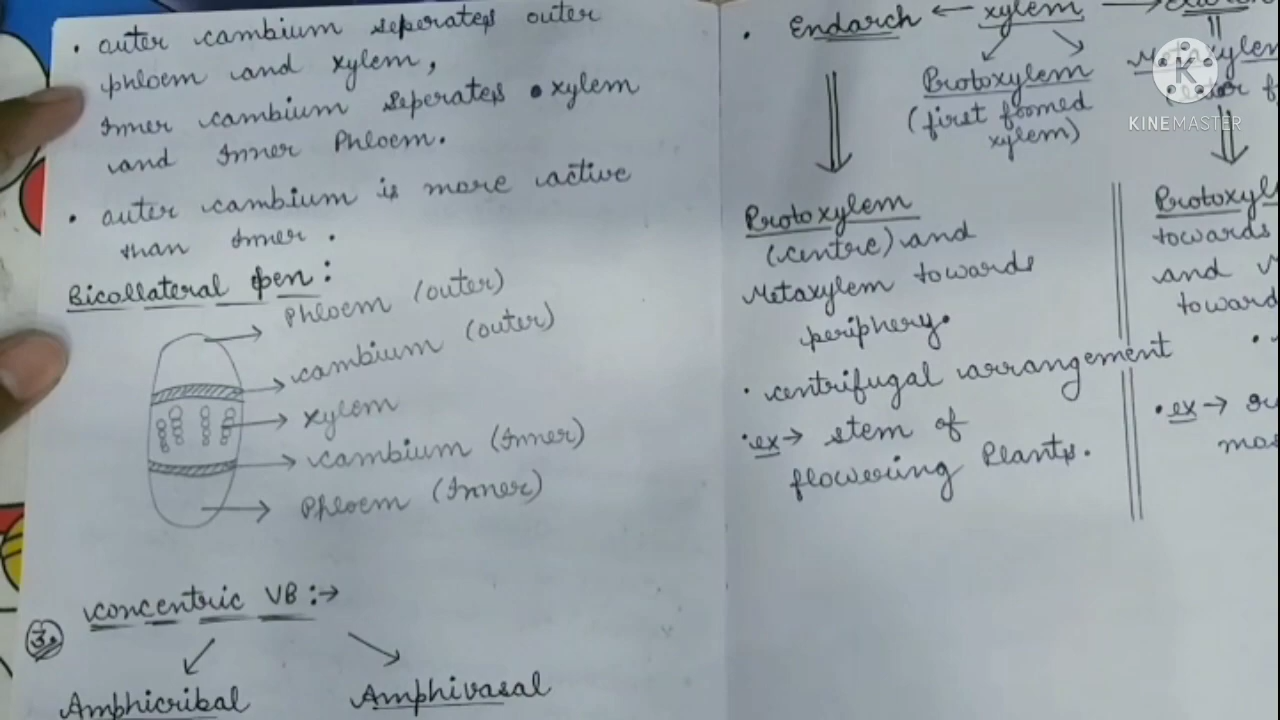 • outer cambium seperates outer
phloem and xylem,
Inner cambium seperates xylem
and Inner Phloem.
• outer cambium is more active
than Inner.
Bicollateral open:
Phloem (outer)
cambium (outer)
xylem
cambium (Inner)
Phloem (Inner)
3. concentric VB:→
Amphicribal
Amphivasal
• Endarch ← xylem →
Protoxylem
(first formed
xylem)
Protoxylem
(centre) and
Metaxylem towards
periphery.
• centrifugal arrangement
• ex → stem of
flowering Plants.
towards
and
• ex →
KINEMASTER